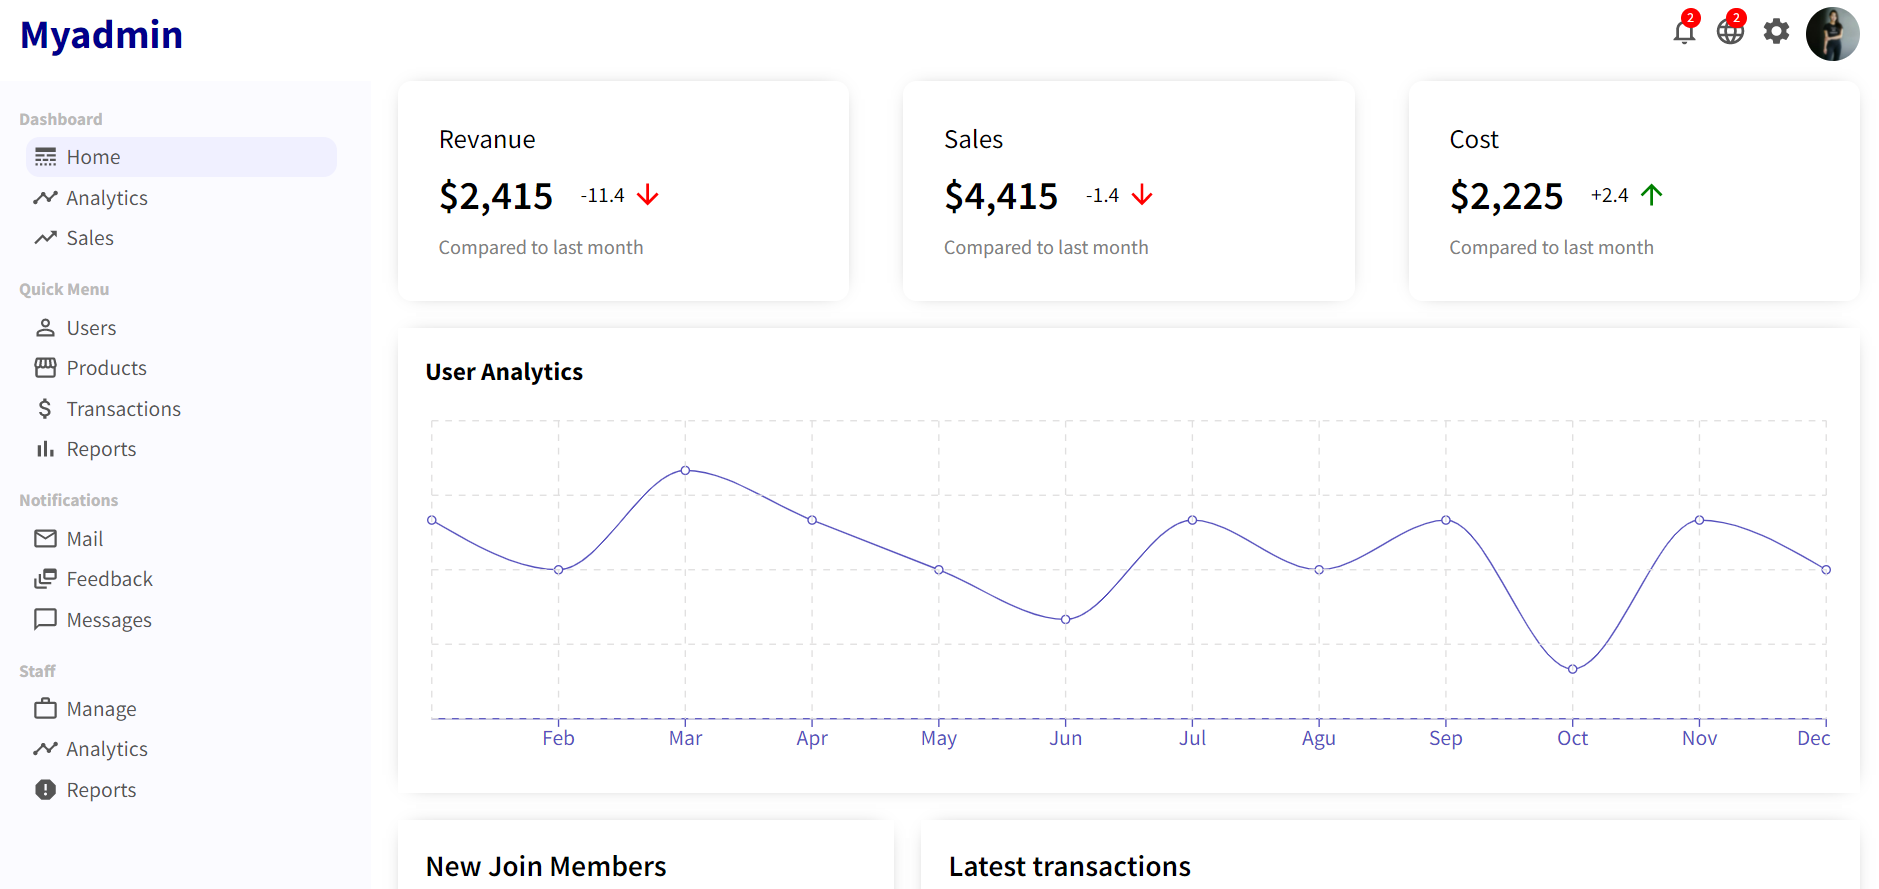 Myadmin
2
2
Dashboard
Home
Analytics
Sales
Quick Menu
Users
Products
Transactions
Reports
Notifications
Mail
Feedback
Messages
Staff
Manage
Analytics
Reports
Revanue
$2,415 -11.4
Compared to last month
Sales
$4,415 -1.4
Compared to last month
Cost
$2,225 +2.4
Compared to last month
User Analytics
Feb Mar Apr May Jun Jul Agu Sep Oct Nov Dec
New Join Members
Latest transactions